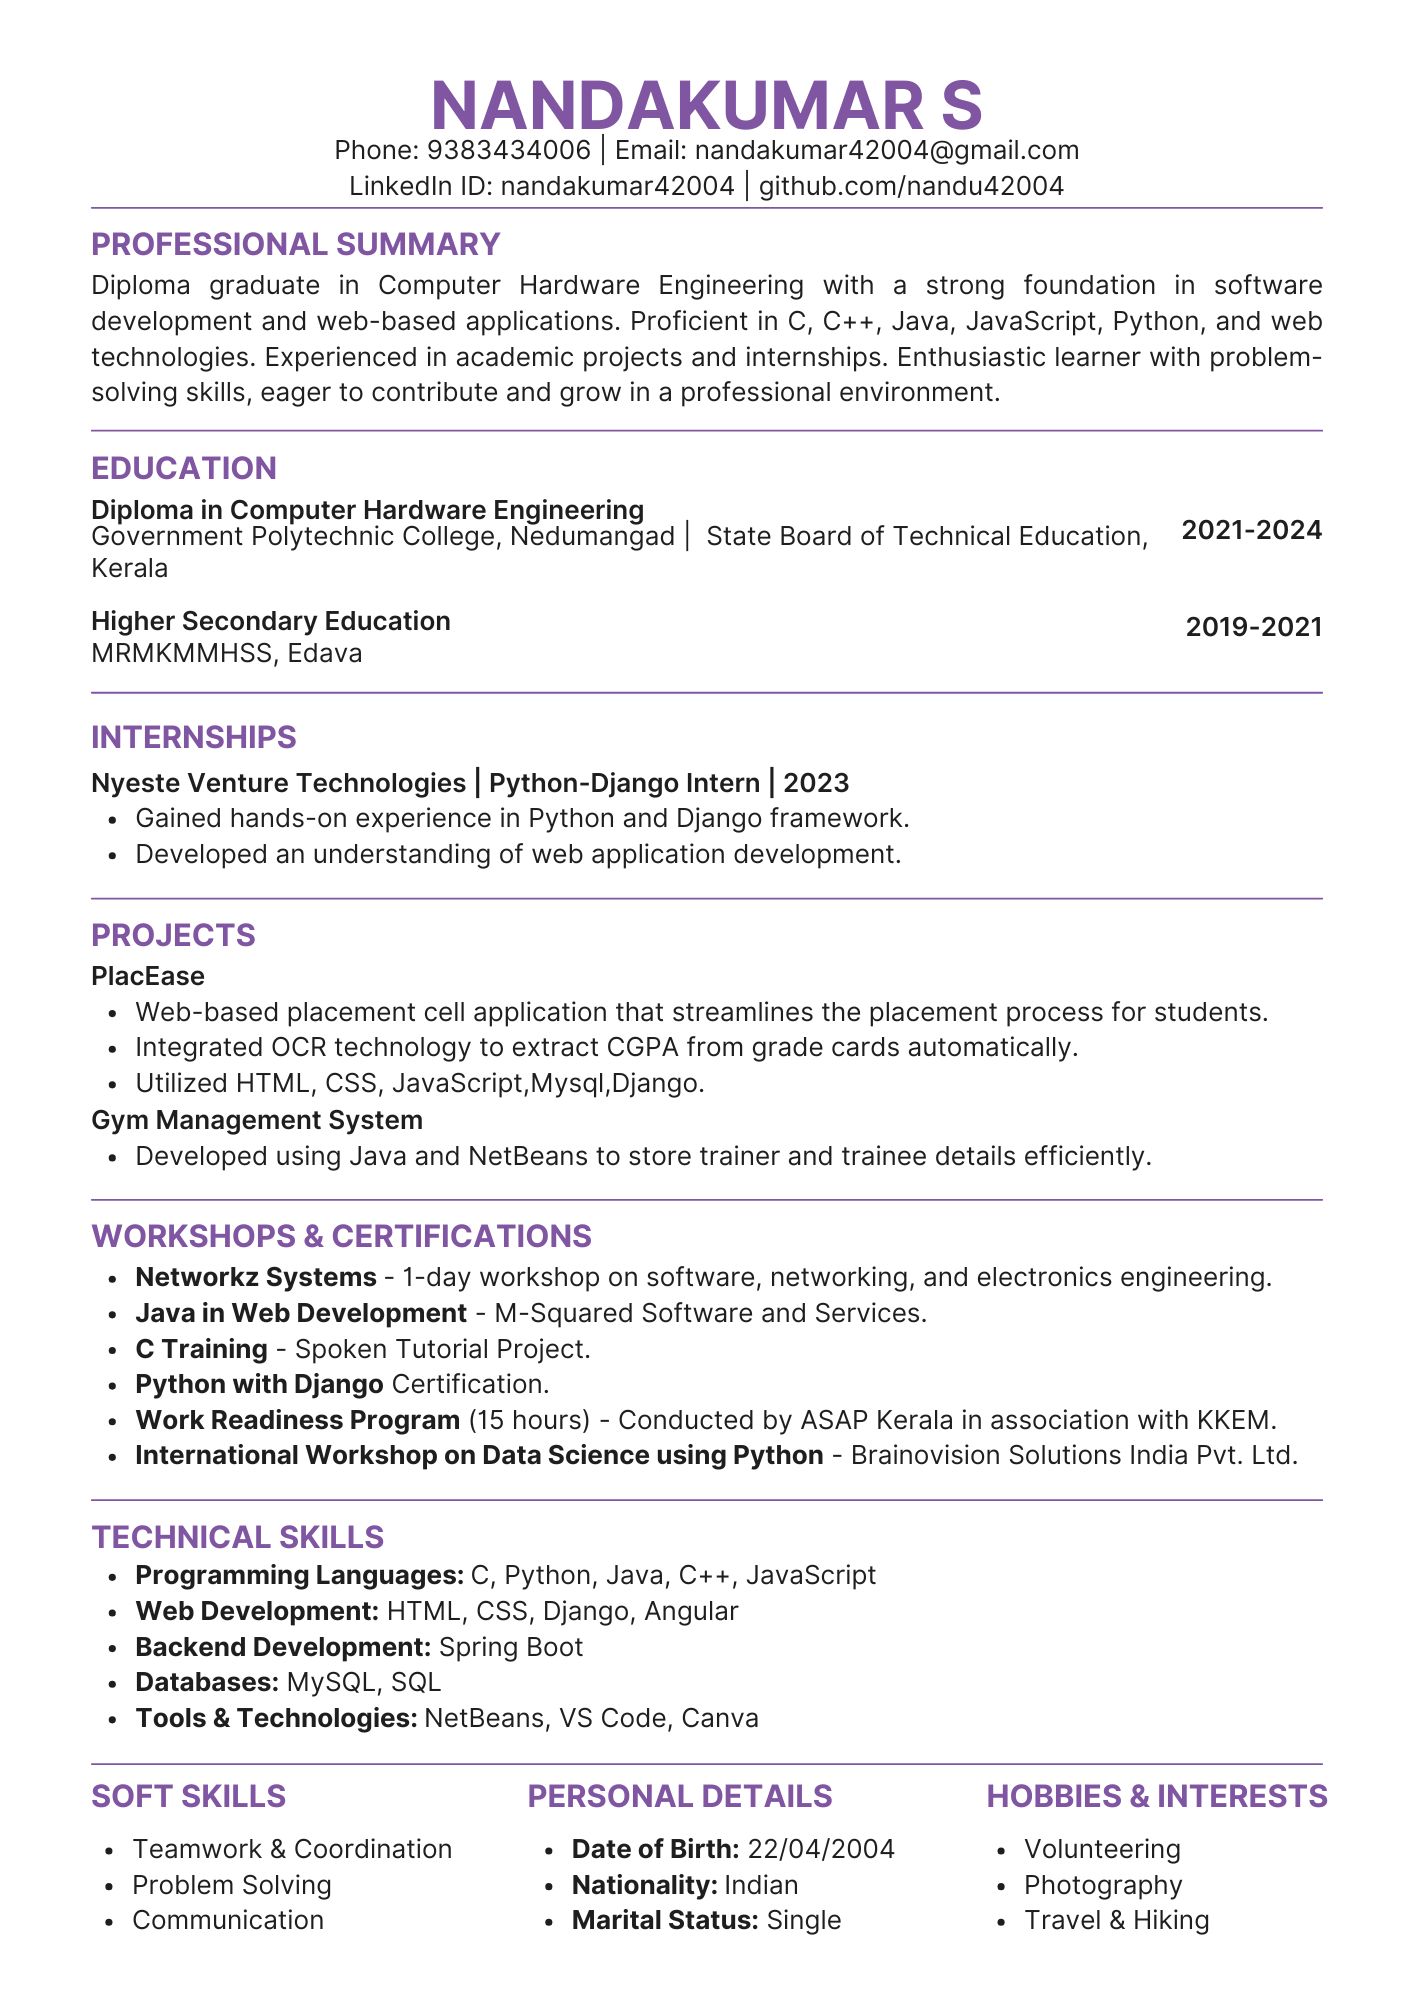 NANDAKUMAR S
Phone: 9383434006 | Email: nandakumar42004@gmail.com
LinkedIn ID: nandakumar42004 | github.com/nandu42004
PROFESSIONAL SUMMARY
Diploma graduate in Computer Hardware Engineering with a strong foundation in software
development and web-based applications. Proficient in C, C++, Java, JavaScript, Python, and web
technologies. Experienced in academic projects and internships. Enthusiastic learner with problem-
solving skills, eager to contribute and grow in a professional environment.
EDUCATION
Diploma in Computer Hardware Engineering
Government Polytechnic College, Nedumangad | State Board of Technical Education,
Kerala
2021-2024
Higher Secondary Education
MRMKMMHSS, Edava
2019-2021
INTERNSHIPS
Nyeste Venture Technologies | Python-Django Intern | 2023
• Gained hands-on experience in Python and Django framework.
• Developed an understanding of web application development.
PROJECTS
PlacEase
• Web-based placement cell application that streamlines the placement process for students.
• Integrated OCR technology to extract CGPA from grade cards automatically.
• Utilized HTML, CSS, JavaScript,Mysql,Django.
Gym Management System
• Developed using Java and NetBeans to store trainer and trainee details efficiently.
WORKSHOPS & CERTIFICATIONS
• Networkz Systems - 1-day workshop on software, networking, and electronics engineering.
• Java in Web Development - M-Squared Software and Services.
• C Training - Spoken Tutorial Project.
• Python with Django Certification.
• Work Readiness Program (15 hours) - Conducted by ASAP Kerala in association with KKEM.
• International Workshop on Data Science using Python - Brainovision Solutions India Pvt. Ltd.
TECHNICAL SKILLS
• Programming Languages: C, Python, Java, C++, JavaScript
• Web Development: HTML, CSS, Django, Angular
• Backend Development: Spring Boot
• Databases: MySQL, SQL
• Tools & Technologies: NetBeans, VS Code, Canva
SOFT SKILLS
• Teamwork & Coordination
• Problem Solving
• Communication
PERSONAL DETAILS
• Date of Birth: 22/04/2004
• Nationality: Indian
• Marital Status: Single
HOBBIES & INTERESTS
• Volunteering
• Photography
• Travel & Hiking